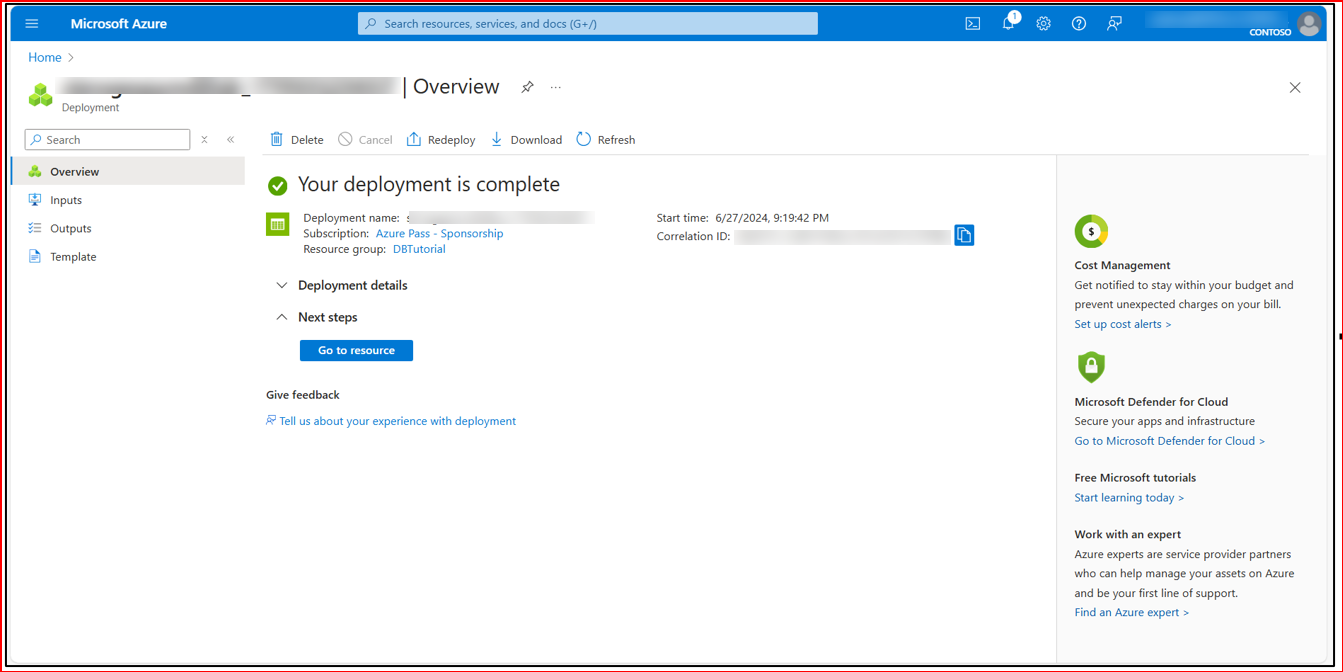 Microsoft Azure
Search resources, services, and docs (G+/)
1
CONTOSO
Home >
| Overview
...
Deployment
Search
Overview
Inputs
Outputs
Template
Delete
Cancel
Redeploy
Download
Refresh
Your deployment is complete
Deployment name:
Subscription: Azure Pass - Sponsorship
Resource group: DBTutorial
Start time: 6/27/2024, 9:19:42 PM
Correlation ID:
Deployment details
Next steps
Go to resource
Give feedback
Tell us about your experience with deployment
$
Cost Management
Get notified to stay within your budget and
prevent unexpected charges on your bill.
Set up cost alerts >
Microsoft Defender for Cloud
Secure your apps and infrastructure
Go to Microsoft Defender for Cloud >
Free Microsoft tutorials
Start learning today >
Work with an expert
Azure experts are service provider partners
who can help manage your assets on Azure
and be your first line of support.
Find an Azure expert >